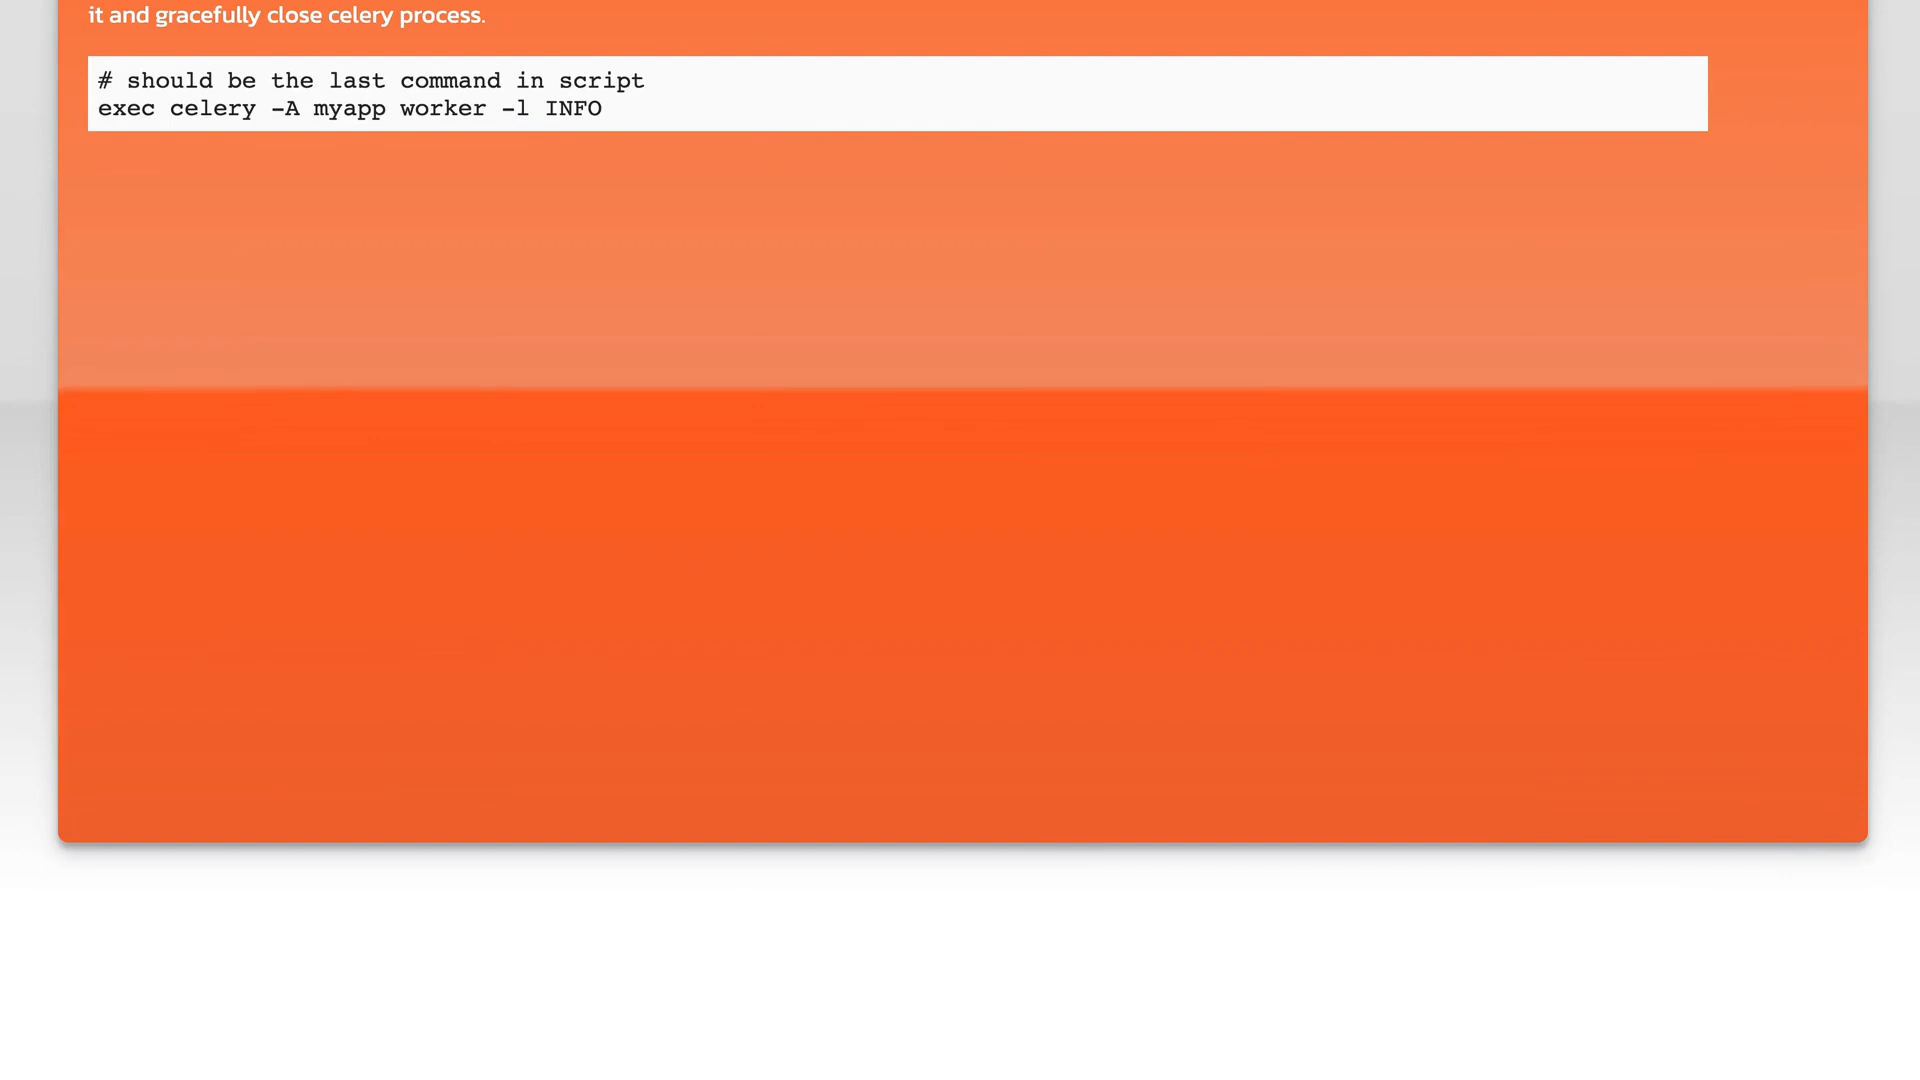 it and gracefully close celery process.
# should be the last command in script
exec celery -A myapp worker -l INFO